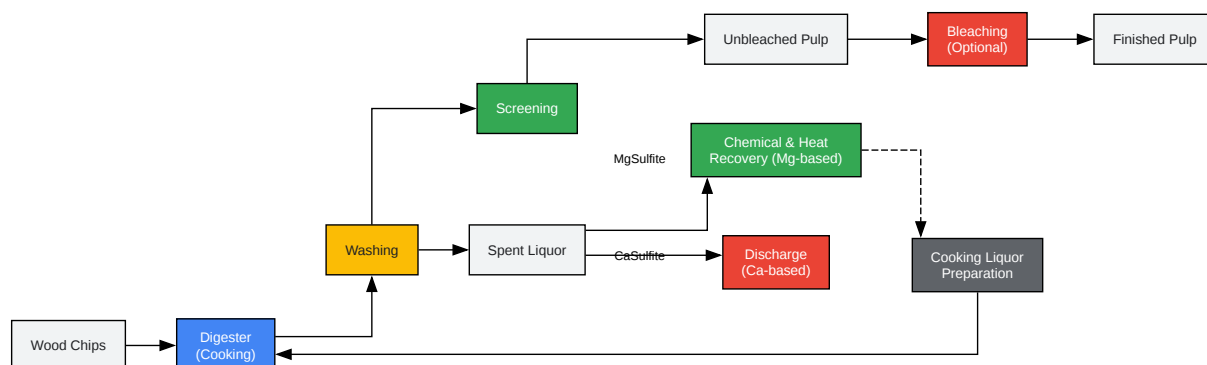 Unbleached Pulp
Bleaching
(Optional)
Finished Pulp
Screening
MgSulfite
Chemical & Heat
Recovery (Mg-based)
Washing
Spent Liquor
CaSulfite
Discharge
(Ca-based)
Cooking Liquor
Preparation
Wood Chips
Digester
(Cooking)